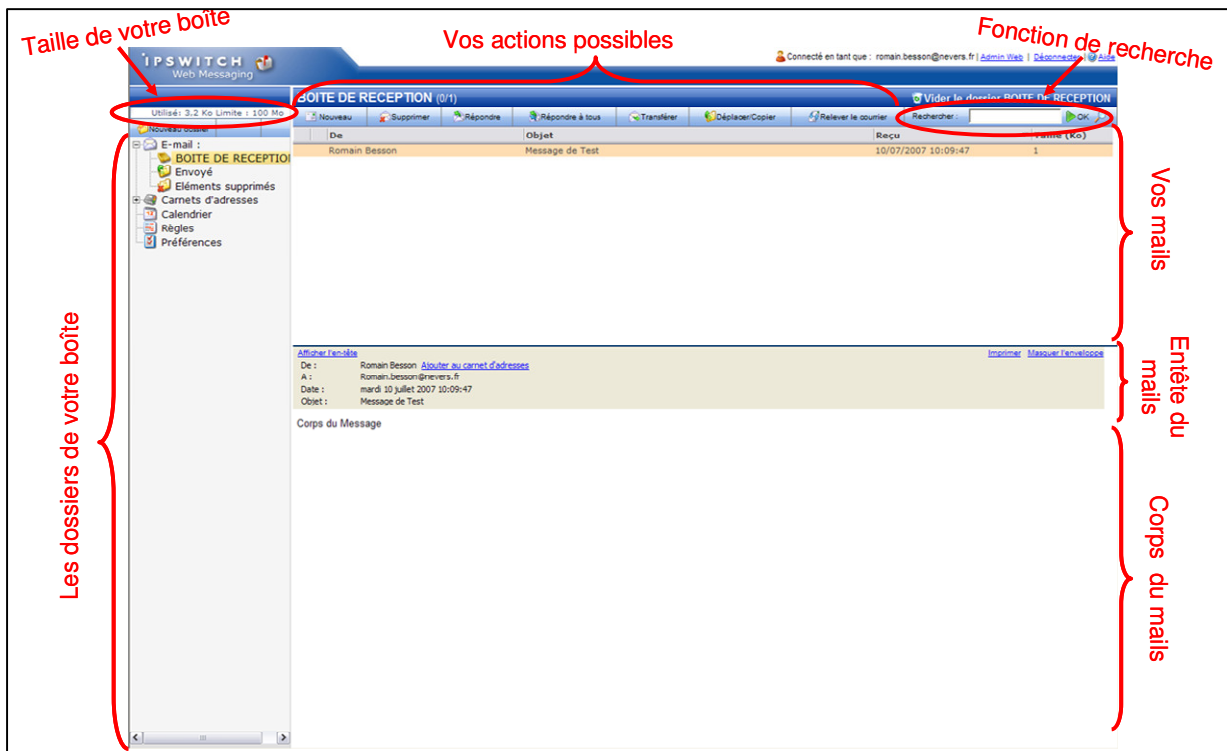 Taille de votre boîte
Vos actions possibles
Fonction de recherche
IPSWITCH
Web Messaging
Connecté en tant que : romain.besson@nevers.fr | Admin Web | Déconnecter | Aide
BOITE DE RECEPTION (0/1)
Vider le dossier BOITE DE RECEPTION
Utilisé: 3.2 Ko Limite : 100 Mo
Nouveau Supprimer Répondre Répondre à tous Transférer Déplacer/Copier Relever le courrier Rechercher : OK
Nouveau dossier
De Objet Reçu Taille (Ko)
Romain Besson Message de Test 10/07/2007 10:09:47 1
E-mail :
BOITE DE RECEPTIO
Envoyé
Eléments supprimés
Carnets d'adresses
Calendrier
Règles
Préférences
Les dossiers de votre boîte
Vos mails
Afficher l'en-tête
Imprimer Masquer l'enveloppe
De : Romain Besson Ajouter au carnet d'adresses
A : Romain.besson@nevers.fr
Date : mardi 10 juillet 2007 10:09:47
Objet : Message de Test
Entête du
mails
Corps du Message
Corps du mails